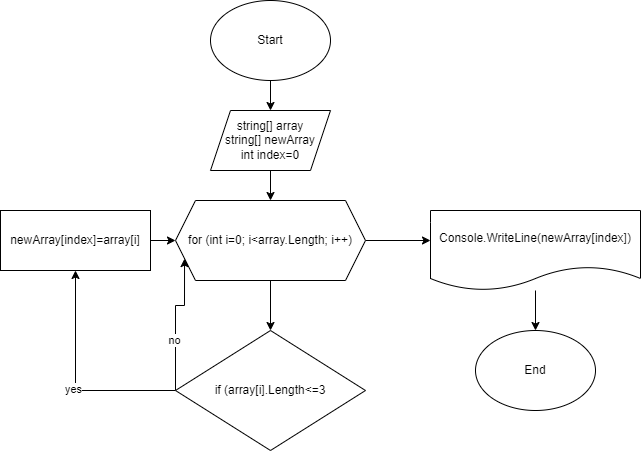 Start
string[] array
string[] newArray
int index=0
newArray[index]=array[i]
for (int i=0; i<array.Length; i++)
Console.WriteLine(newArray[index])
no
End
yes
if (array[i].Length<=3